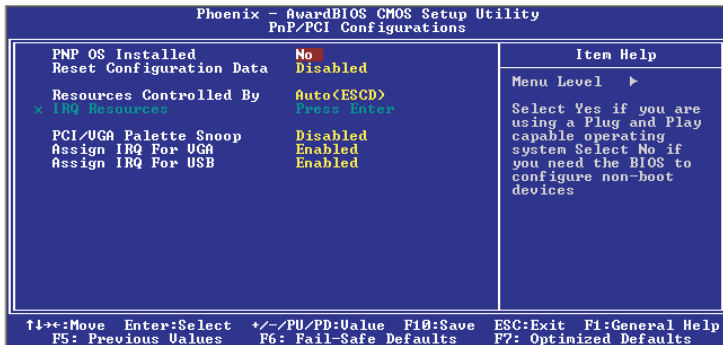 Phoenix - AwardBIOS CMOS Setup Utility
PnP/PCI Configurations
PNP OS Installed No
Reset Configuration Data Disabled
Resources Controlled By Auto(ESCD)
x IRQ Resources Press Enter
PCI/VGA Palette Snoop Disabled
Assign IRQ For VGA Enabled
Assign IRQ For USB Enabled
Item Help
Menu Level ►
Select Yes if you are
using a Plug and Play
capable operating
system Select No if
you need the BIOS to
configure non-boot
devices
↑↓→←:Move Enter:Select +/-/PU/PD:Value F10:Save ESC:Exit F1:General Help
F5: Previous Values F6: Fail-Safe Defaults F7: Optimized Defaults